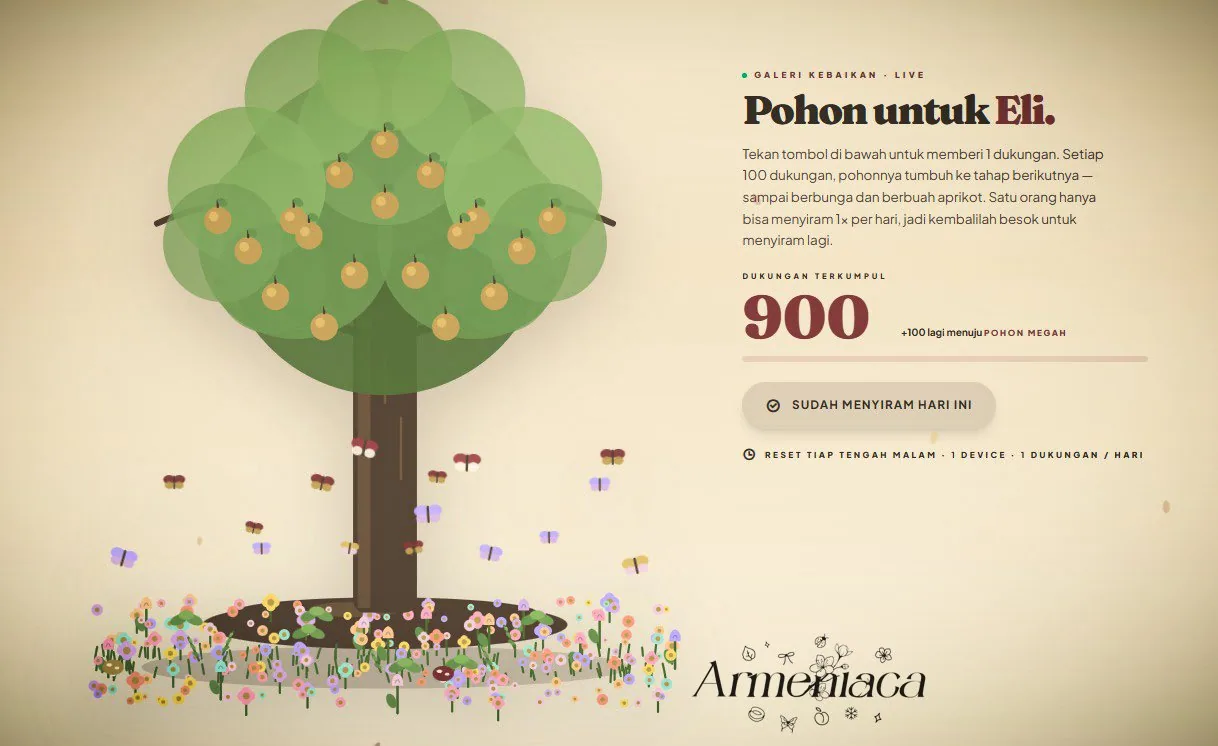 GALERI KEBAIKAN · LIVE
Pohon untuk Eli.
Tekan tombol di bawah untuk memberi 1 dukungan. Setiap
100 dukungan, pohonnya tumbuh ke tahap berikutnya —
sampai berbunga dan berbuah aprikot. Satu orang hanya
bisa menyiram 1× per hari, jadi kembalilah besok untuk
menyiram lagi.
DUKUNGAN TERKUMPUL
900
+100 lagi menuju POHON MEGAH
SUDAH MENYIRAM HARI INI
RESET TIAP TENGAH MALAM · 1 DEVICE · 1 DUKUNGAN / HARI
Armeniaca